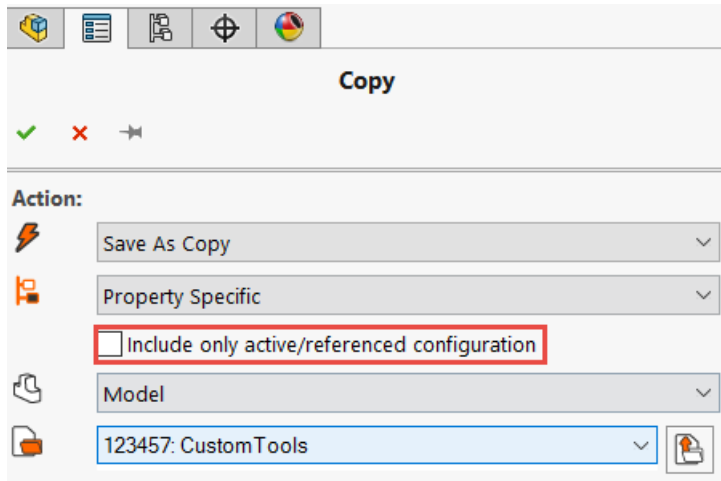 Copy
Action:
Save As Copy
Property Specific
Include only active/referenced configuration
Model
123457: CustomTools